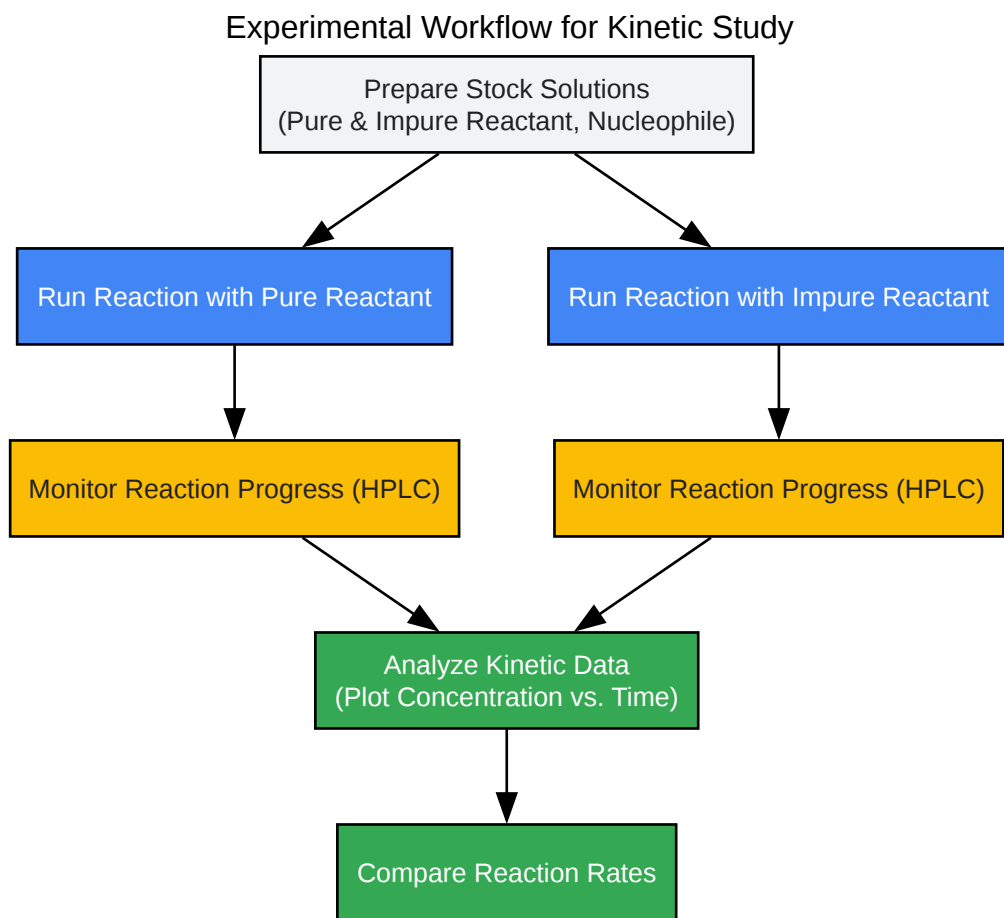 Experimental Workflow for Kinetic Study
Prepare Stock Solutions
(Pure & Impure Reactant, Nucleophile)
Run Reaction with Pure Reactant
Run Reaction with Impure Reactant
Monitor Reaction Progress (HPLC)
Monitor Reaction Progress (HPLC)
Analyze Kinetic Data
(Plot Concentration vs. Time)
Compare Reaction Rates